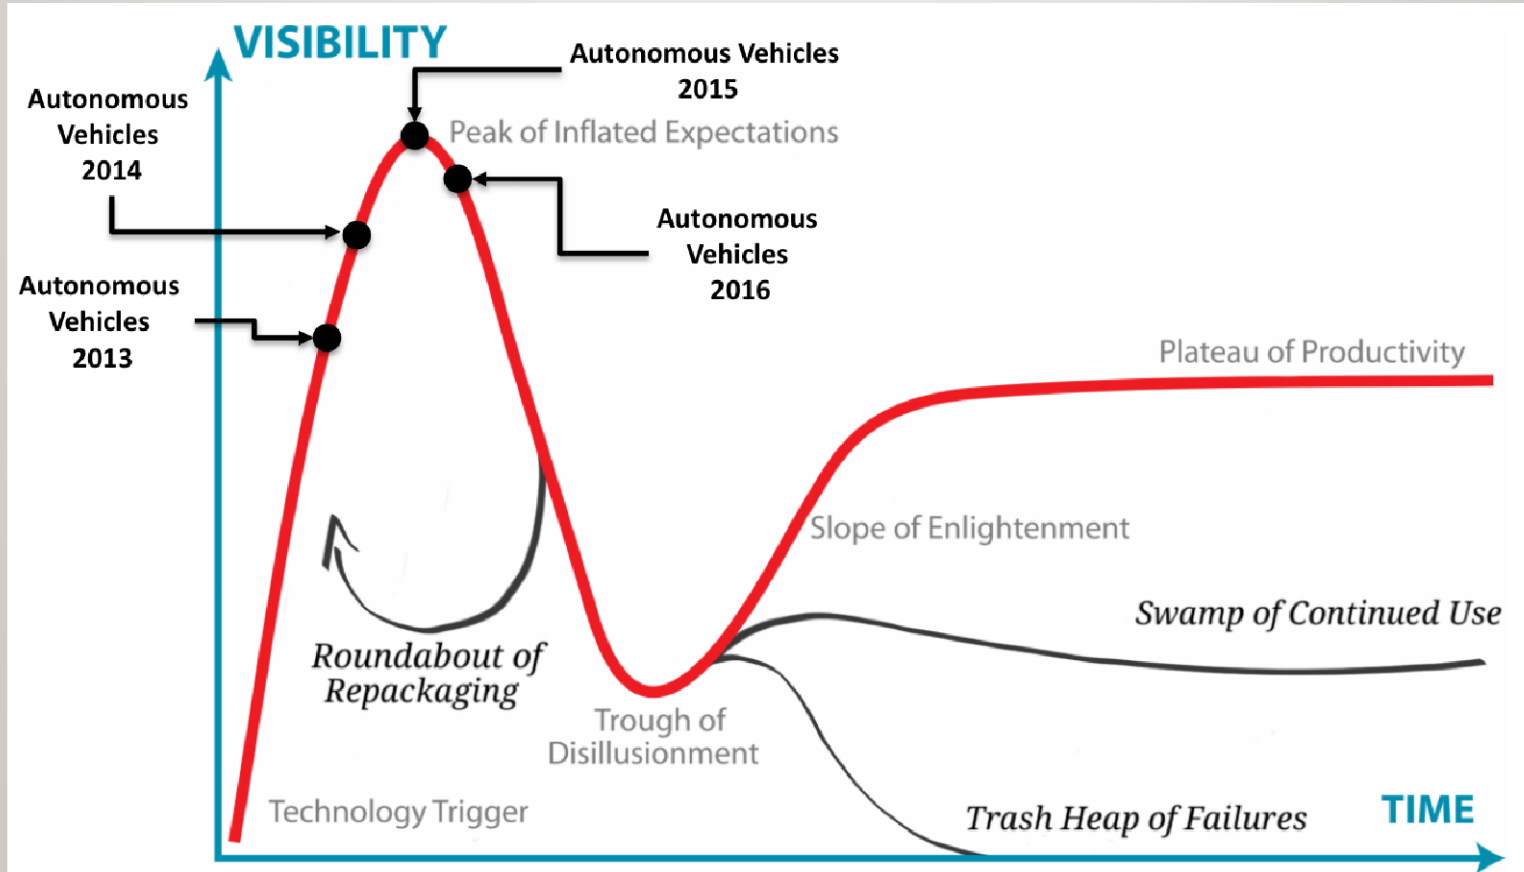 VISIBILITY
Autonomous Vehicles
2015
Autonomous
Vehicles
2014
Peak of Inflated Expectations
Autonomous
Vehicles
2016
Autonomous
Vehicles
2013
Plateau of Productivity
Slope of Enlightenment
Swamp of Continued Use
Roundabout of
Repackaging
Trough of
Disillusionment
Technology Trigger
Trash Heap of Failures
TIME